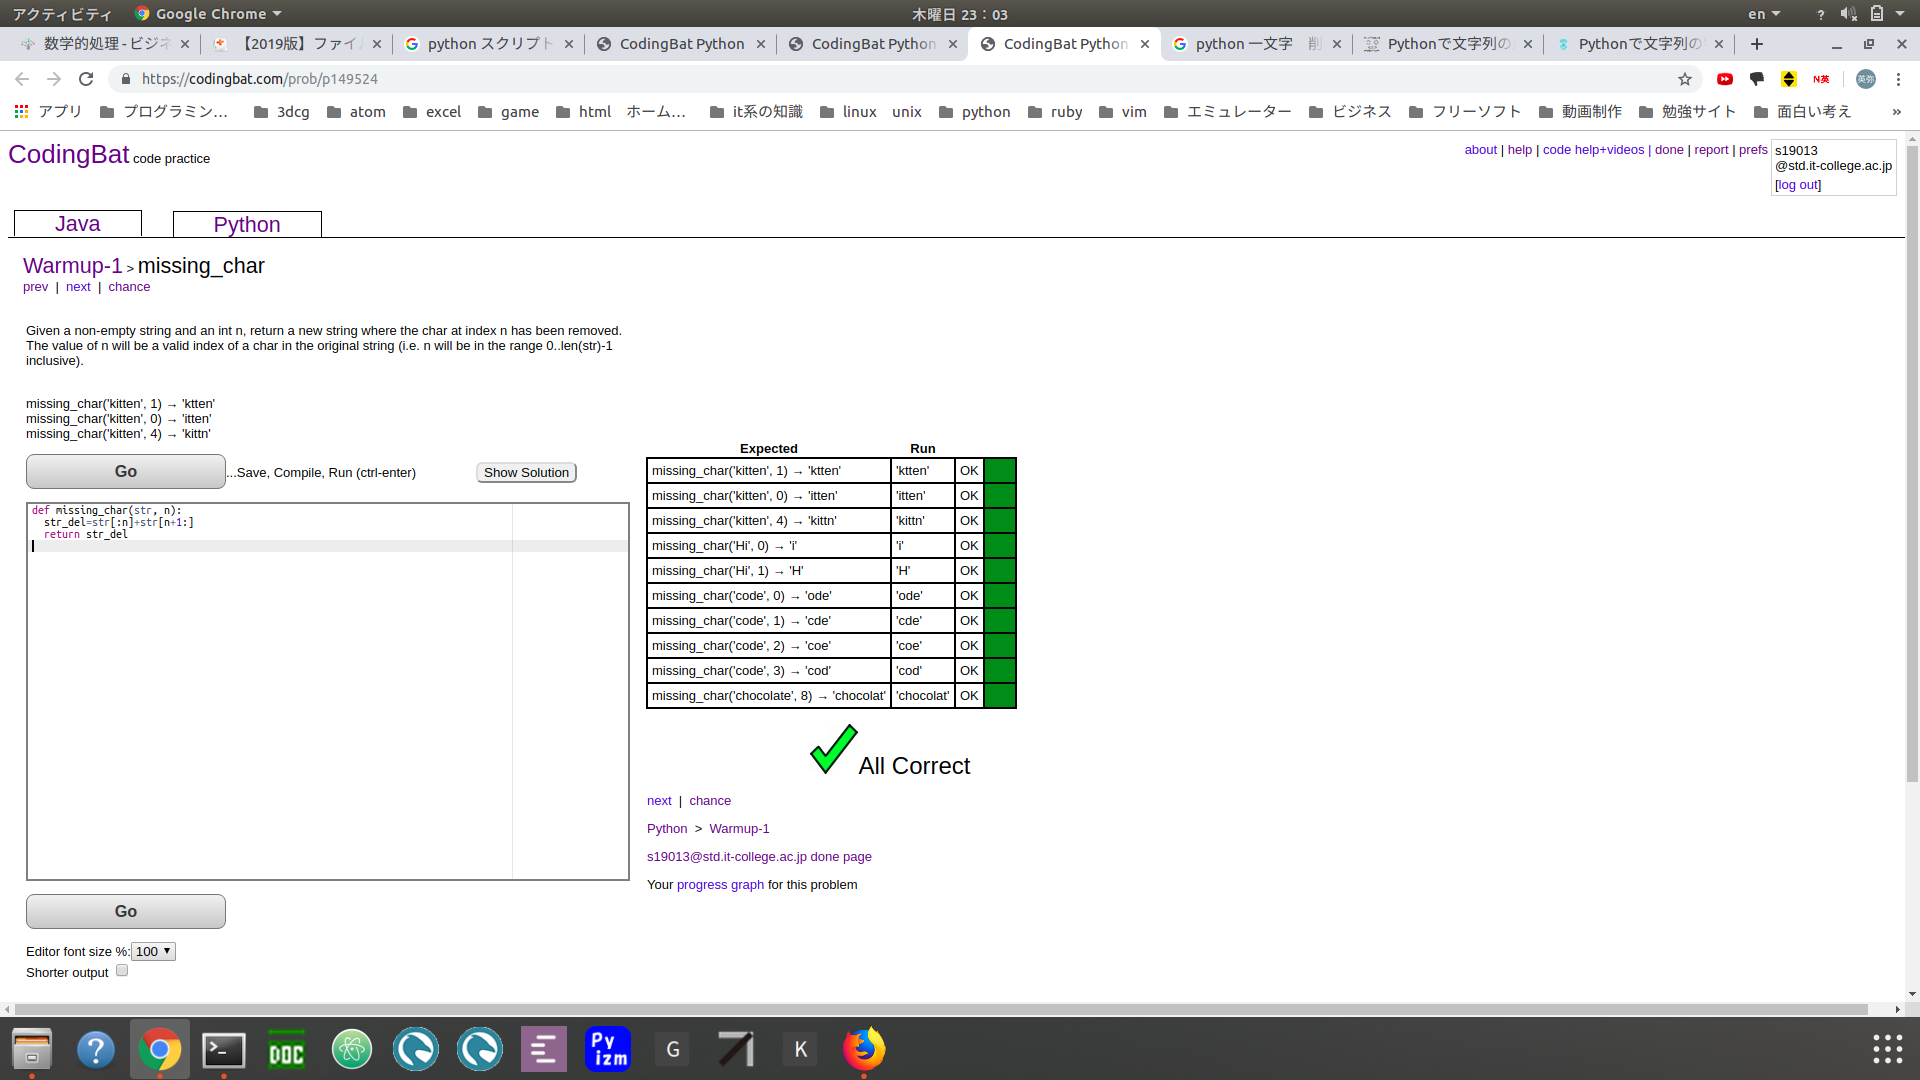 アクティビティ Google Chrome 木曜日 23：03 en
数学的処理 - ビジネ 【2019版】ファイル python スクリプト CodingBat Python CodingBat Python CodingBat Python python 一文字 削 Pythonで文字列の Pythonで文字列の
https://codingbat.com/prob/p149524
アプリ プログラミン… 3dcg atom excel game html ホーム… it系の知識 linux unix python ruby vim エミュレーター ビジネス フリーソフト 動画制作 勉強サイト 面白い考え »
CodingBat code practice
about | help | code help+videos | done | report | prefs
s19013
@std.it-college.ac.jp
[log out]
Java Python
Warmup-1 > missing_char
prev | next | chance
Given a non-empty string and an int n, return a new string where the char at index n has been removed.
The value of n will be a valid index of a char in the original string (i.e. n will be in the range 0..len(str)-1
inclusive).
missing_char('kitten', 1) → 'ktten'
missing_char('kitten', 0) → 'itten'
missing_char('kitten', 4) → 'kittn'
Go ...Save, Compile, Run (ctrl-enter) Show Solution
def missing_char(str, n):
str_del=str[:n]+str[n+1:]
return str_del
Go
Editor font size %: 100
Shorter output
Expected Run
missing_char('kitten', 1) → 'ktten' 'ktten' OK
missing_char('kitten', 0) → 'itten' 'itten' OK
missing_char('kitten', 4) → 'kittn' 'kittn' OK
missing_char('Hi', 0) → 'i' 'i' OK
missing_char('Hi', 1) → 'H' 'H' OK
missing_char('code', 0) → 'ode' 'ode' OK
missing_char('code', 1) → 'cde' 'cde' OK
missing_char('code', 2) → 'coe' 'coe' OK
missing_char('code', 3) → 'cod' 'cod' OK
missing_char('chocolate', 8) → 'chocolat' 'chocolat' OK
All Correct
next | chance
Python > Warmup-1
s19013@std.it-college.ac.jp done page
Your progress graph for this problem
DOC
Py
izm
G
K